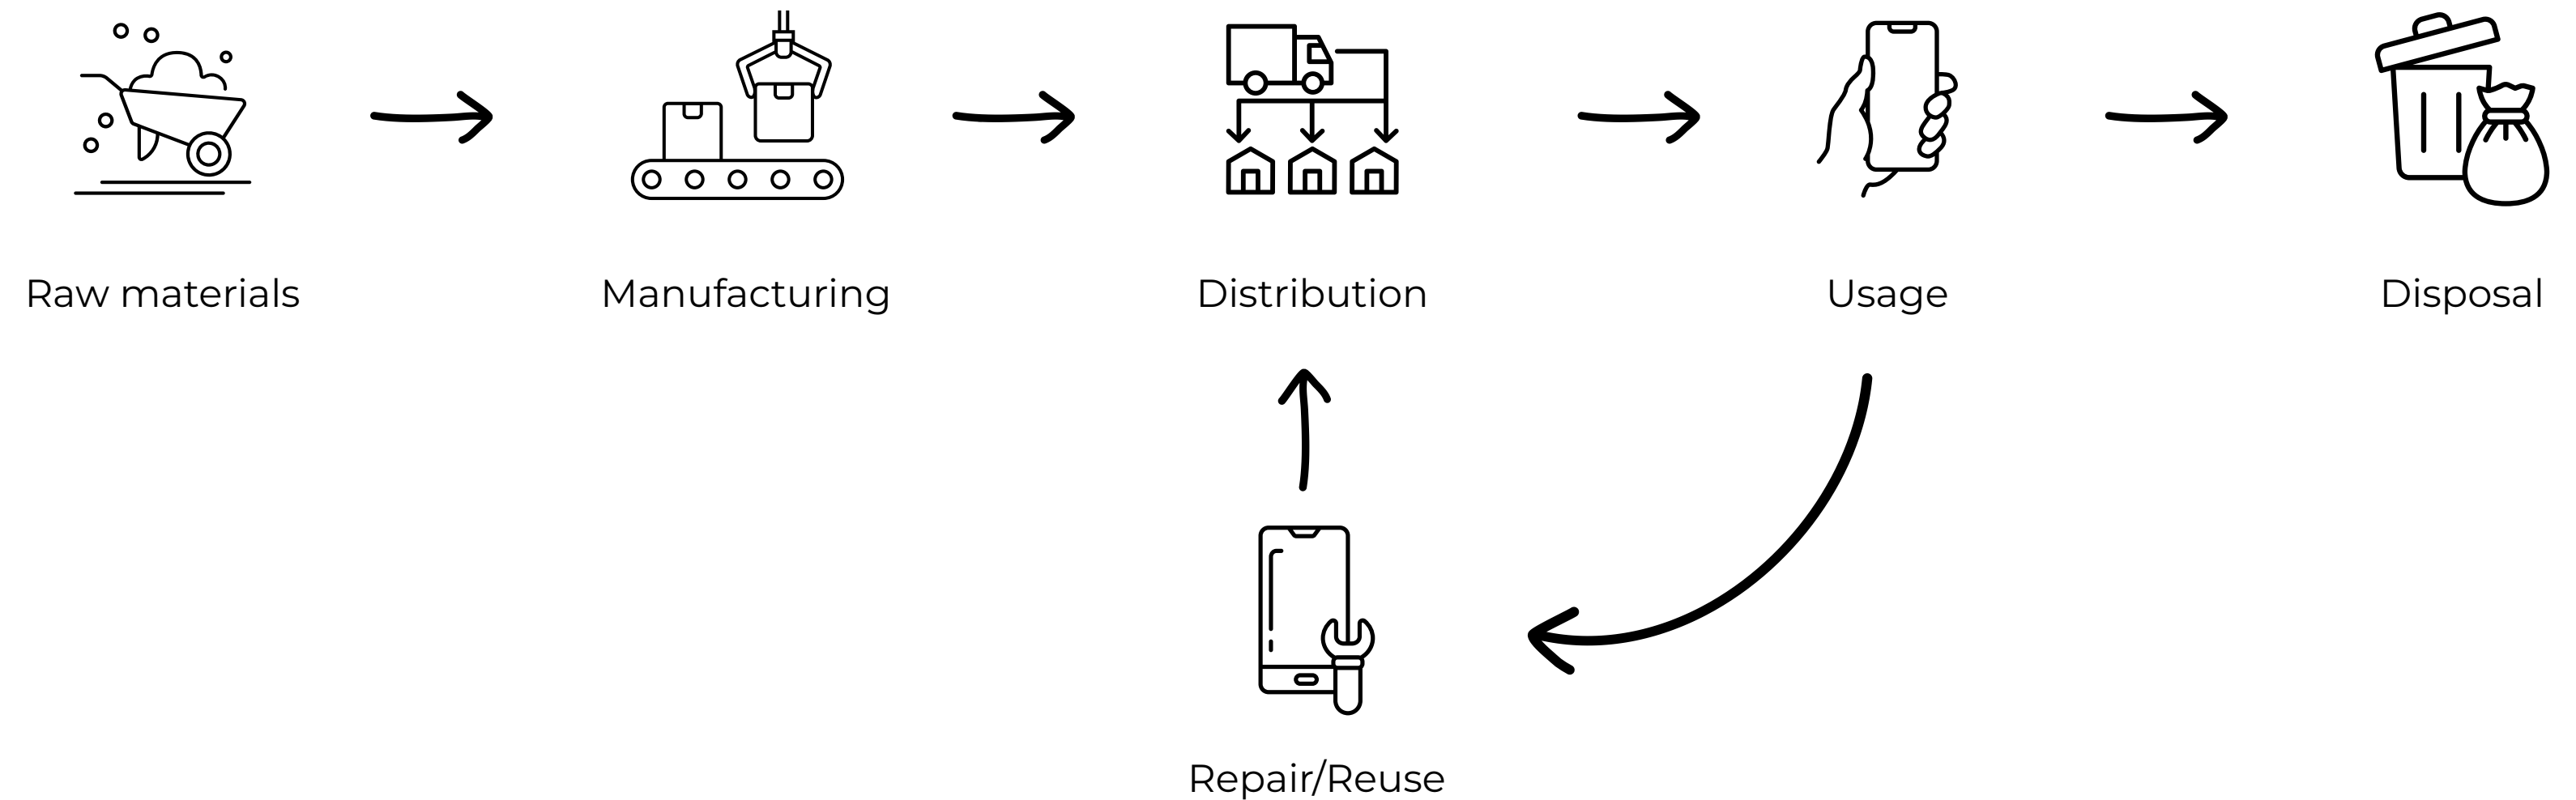 Raw materials
Manufacturing
Distribution
Usage
Disposal
Repair/Reuse